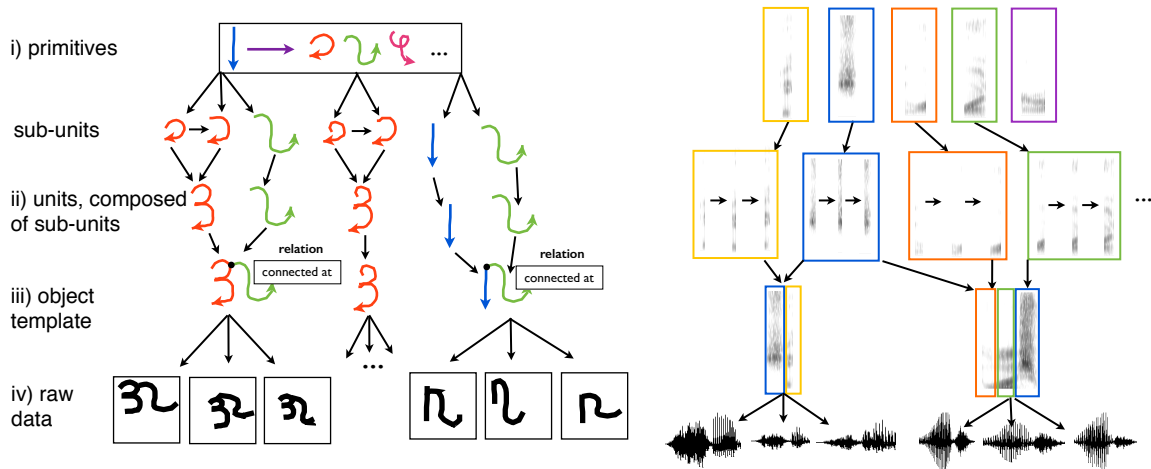 i) primitives
...
sub-units
ii) units, composed
of sub-units
...
relation
connected at
relation
connected at
iii) object
template
...
iv) raw
data